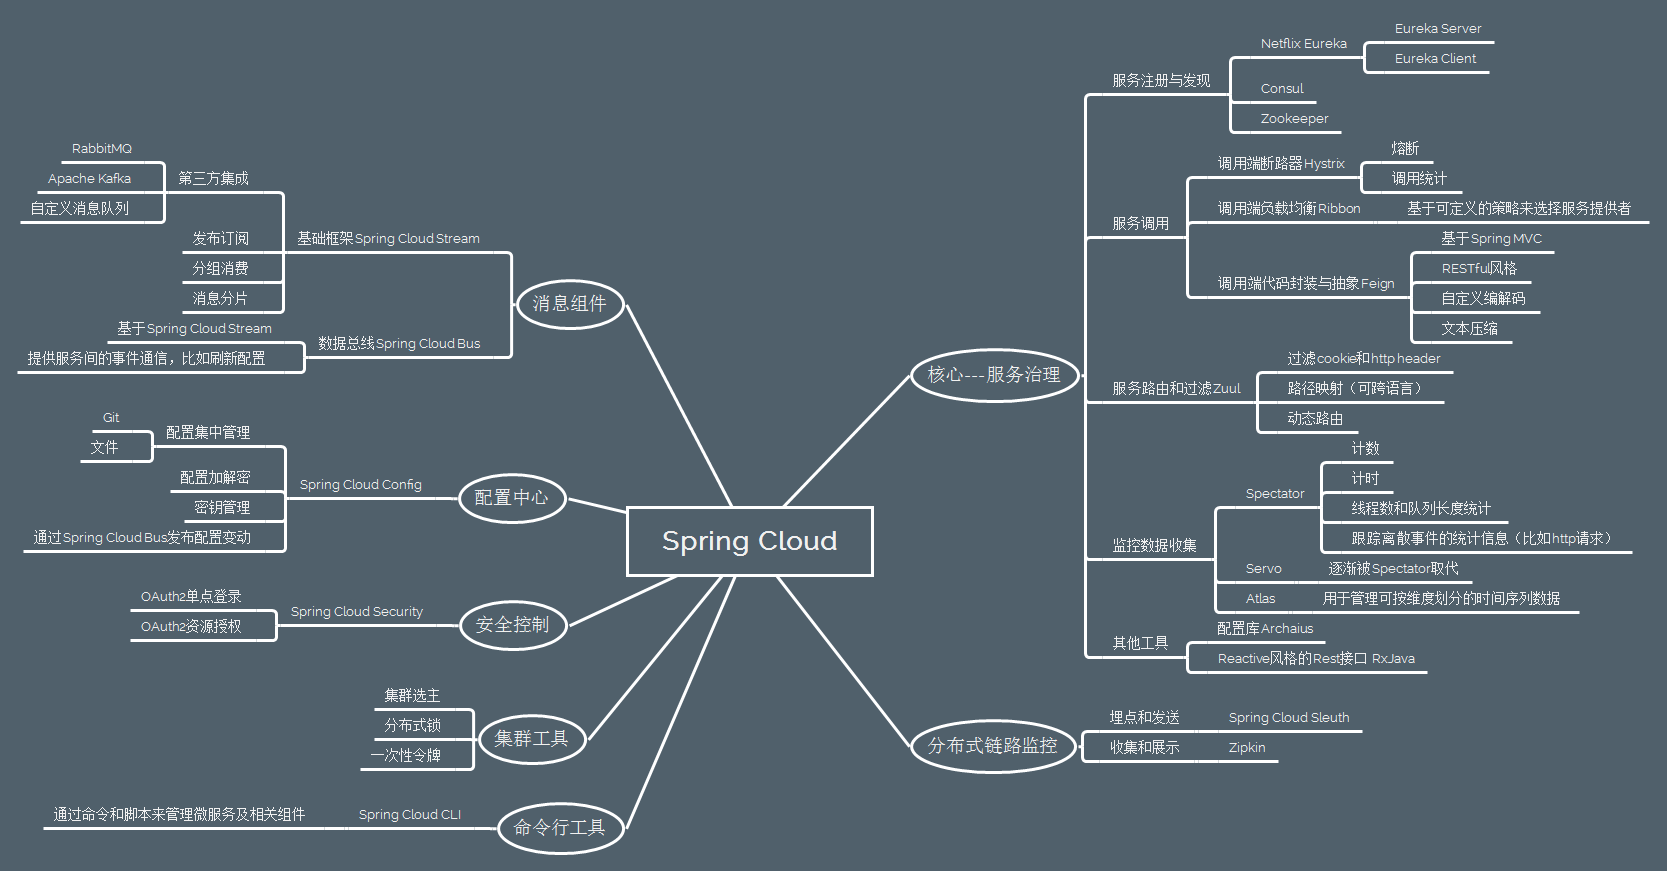 Spring Cloud
核心---服务治理
服务注册与发现
Netflix Eureka
Eureka Server
Eureka Client
Consul
Zookeeper
服务调用
调用端断路器Hystrix
熔断
调用统计
调用端负载均衡Ribbon
基于可定义的策略来选择服务提供者
调用端代码封装与抽象Feign
基于Spring MVC
RESTful风格
自定义编解码
文本压缩
服务路由和过滤Zuul
过滤cookie和http header
路径映射（可跨语言）
动态路由
监控数据收集
Spectator
计数
计时
线程数和队列长度统计
跟踪离散事件的统计信息（比如http请求）
Servo
逐渐被Spectator取代
Atlas
用于管理可按维度划分的时间序列数据
其他工具
配置库Archaius
Reactive风格的Rest接口 RxJava
分布式链路监控
埋点和发送
Spring Cloud Sleuth
收集和展示
Zipkin
消息组件
基础框架Spring Cloud Stream
第三方集成
RabbitMQ
Apache Kafka
自定义消息队列
发布订阅
分组消费
消息分片
数据总线Spring Cloud Bus
基于Spring Cloud Stream
提供服务间的事件通信，比如刷新配置
配置中心
Spring Cloud Config
配置集中管理
Git
文件
配置加解密
密钥管理
通过Spring Cloud Bus发布配置变动
安全控制
Spring Cloud Security
OAuth2单点登录
OAuth2资源授权
集群工具
集群选主
分布式锁
一次性令牌
命令行工具
Spring Cloud CLI
通过命令和脚本来管理微服务及相关组件